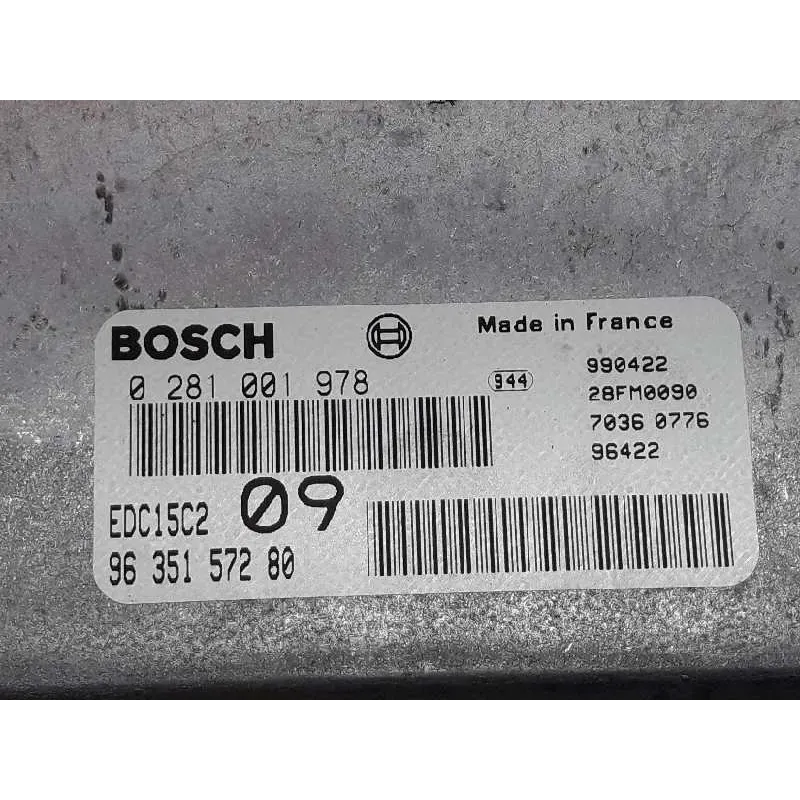 BOSCH
Made in France
0 281 001 978
944
990422
28FM0090
7036 0776
96422
EDC15C2
09
96 351 572 80